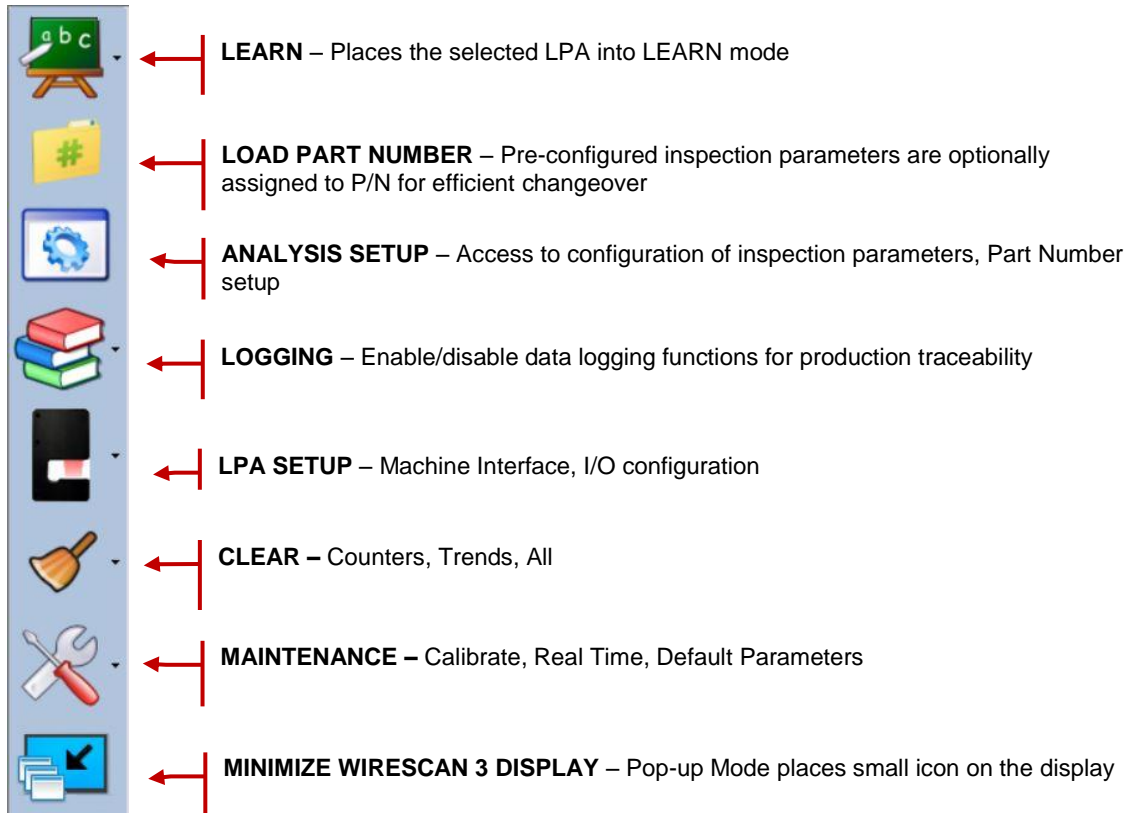 a b c
LEARN – Places the selected LPA into LEARN mode
#
LOAD PART NUMBER – Pre-configured inspection parameters are optionally
assigned to P/N for efficient changeover
ANALYSIS SETUP – Access to configuration of inspection parameters, Part Number
setup
LOGGING – Enable/disable data logging functions for production traceability
LPA SETUP – Machine Interface, I/O configuration
CLEAR – Counters, Trends, All
MAINTENANCE – Calibrate, Real Time, Default Parameters
MINIMIZE WIRESCAN 3 DISPLAY – Pop-up Mode places small icon on the display